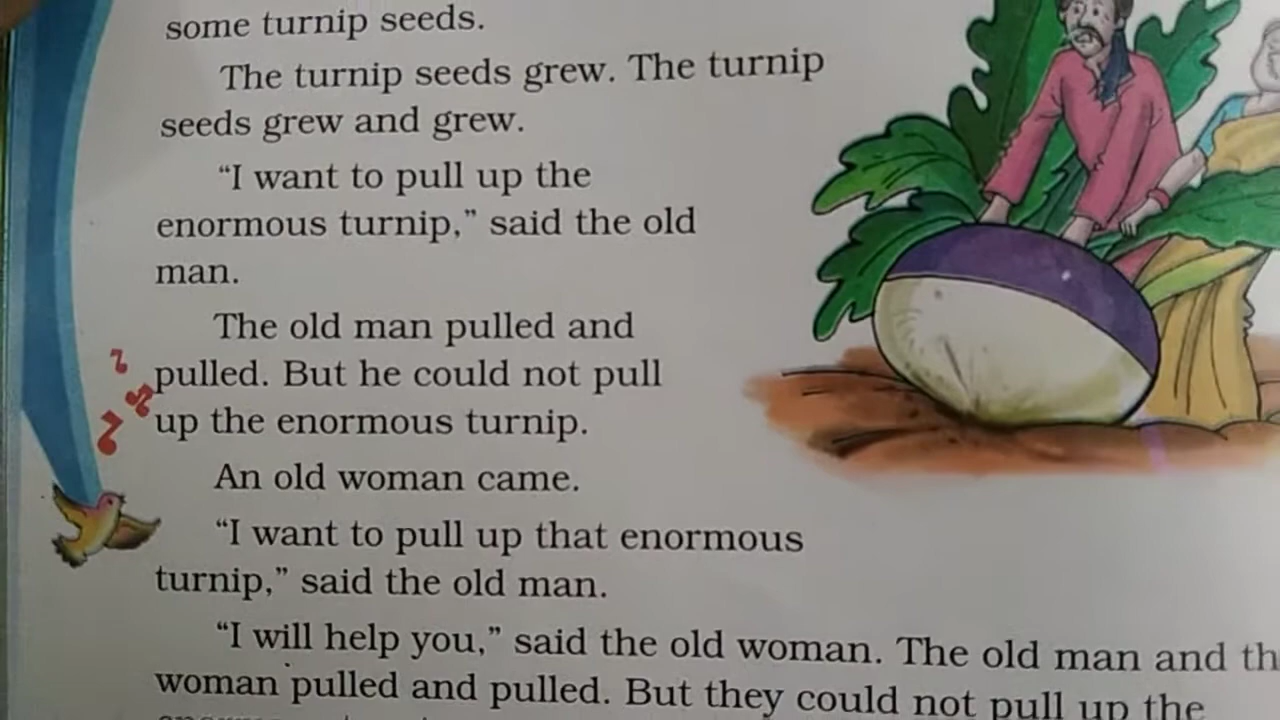 some turnip seeds.
The turnip seeds grew. The turnip
seeds grew and grew.
“I want to pull up the
enormous turnip,” said the old
man.
The old man pulled and
pulled. But he could not pull
up the enormous turnip.
An old woman came.
“I want to pull up that enormous
turnip,” said the old man.
“I will help you,” said the old woman. The old man and th
woman pulled and pulled. But they could not pull up the